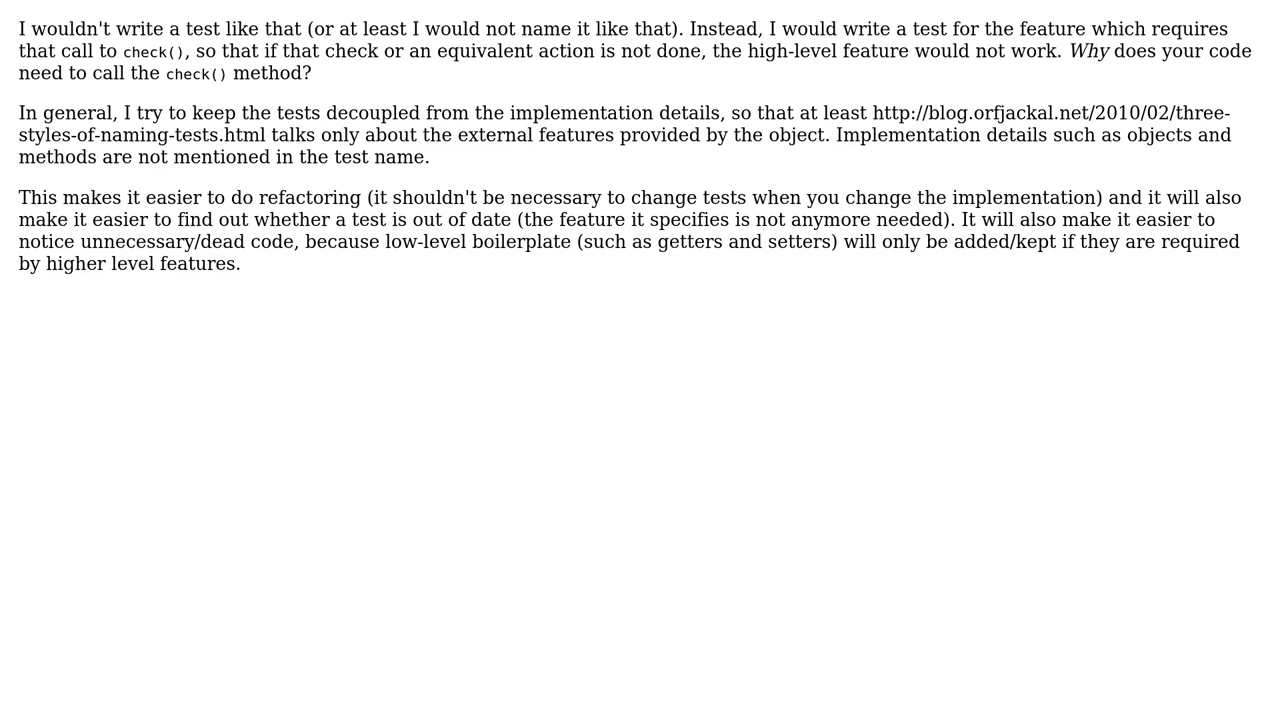 I wouldn't write a test like that (or at least I would not name it like that). Instead, I would write a test for the feature which requires
that call to check(), so that if that check or an equivalent action is not done, the high-level feature would not work. Why does your code
need to call the check() method?
In general, I try to keep the tests decoupled from the implementation details, so that at least http://blog.orfjackal.net/2010/02/three-
styles-of-naming-tests.html talks only about the external features provided by the object. Implementation details such as objects and
methods are not mentioned in the test name.
This makes it easier to do refactoring (it shouldn't be necessary to change tests when you change the implementation) and it will also
make it easier to find out whether a test is out of date (the feature it specifies is not anymore needed). It will also make it easier to
notice unnecessary/dead code, because low-level boilerplate (such as getters and setters) will only be added/kept if they are required
by higher level features.